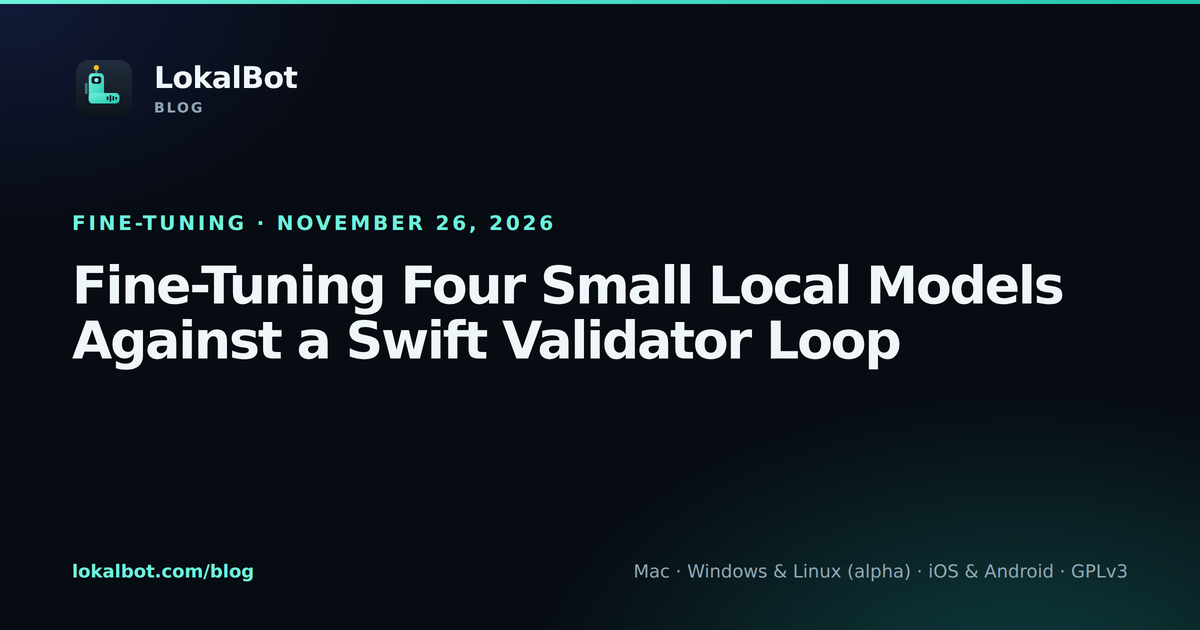 LokalBot
BLOG
FINE-TUNING · NOVEMBER 26, 2026
Fine-Tuning Four Small Local Models
Against a Swift Validator Loop
lokalbot.com/blog
Mac · Windows & Linux (alpha) · iOS & Android · GPLv3